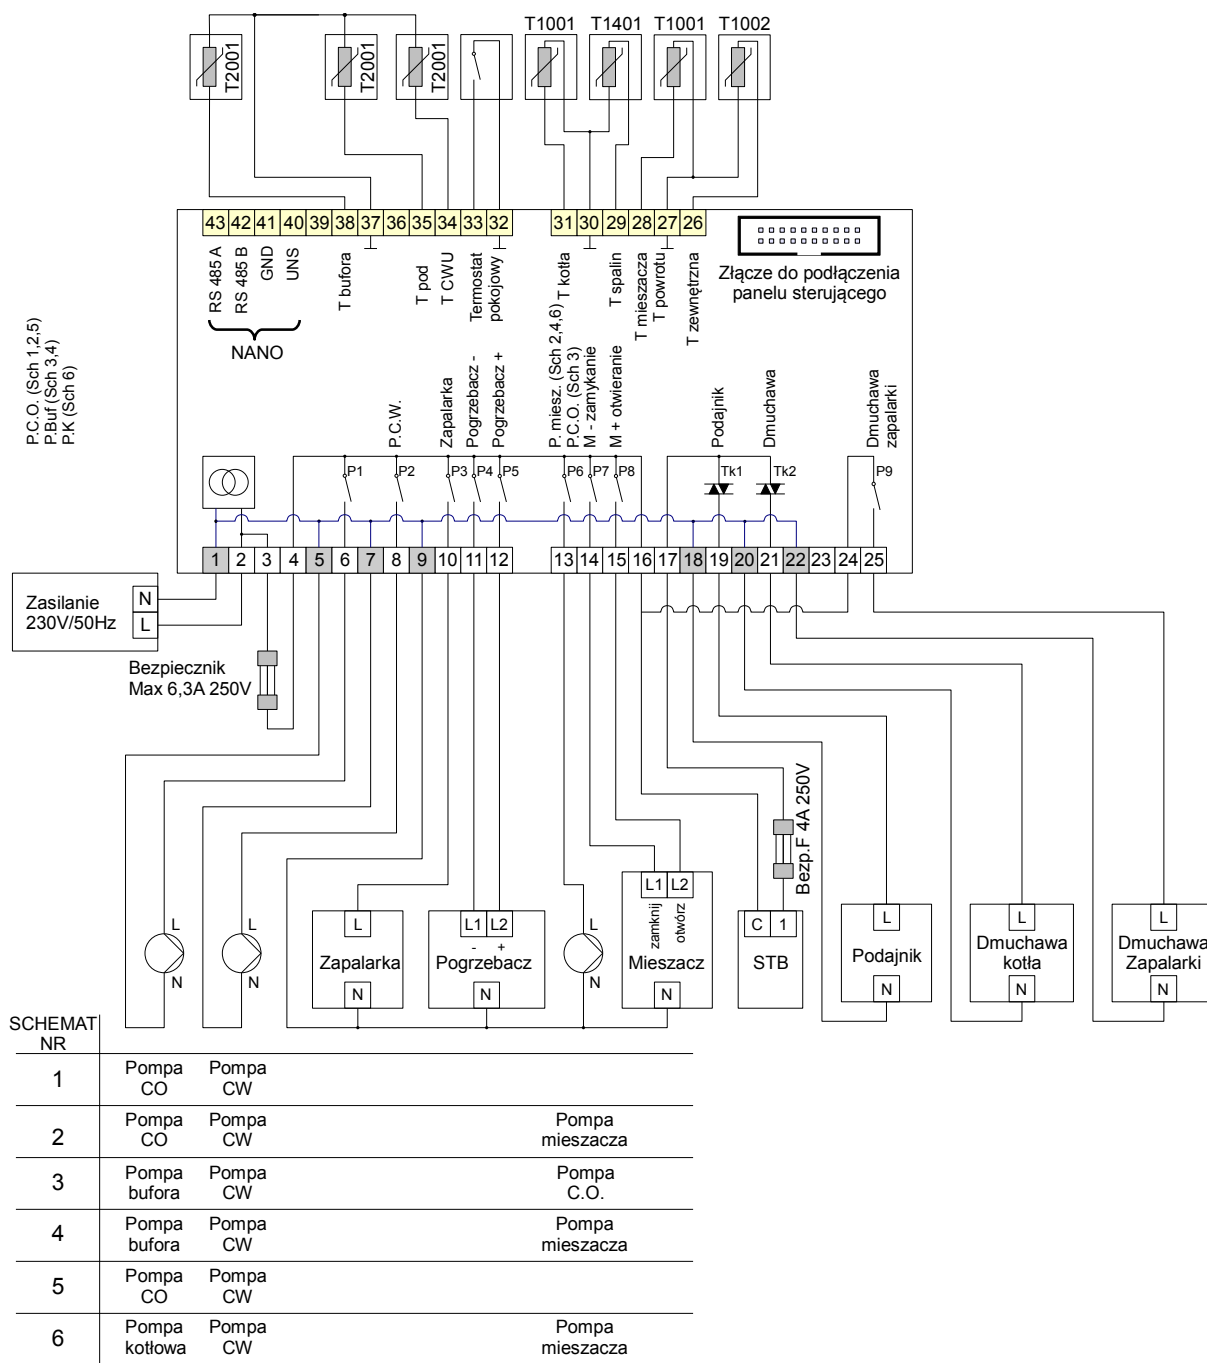 T1001 T1401 T1001 T1002
T2001 T2001 T2001
43 42 41 40 39 38 37 36 35 34 33 32 31 30 29 28 27 26
RS 485 A
RS 485 B
GND
UNS
NANO
T bufora
T pod
T CWU
Termostat
pokojowy
T kotła
T spalin
T mieszacza
T powrotu
T zewnętrzna
Złącze do podłączenia
panelu sterującego
P.C.O. (Sch 1,2,5)
P.Buf (Sch 3,4)
P.K (Sch 6)
P.C.W.
Zapalarka
Pogrzebacz -
Pogrzebacz +
P. miesz. (Sch 2,4,6)
P.C.O. (Sch 3)
M - zamykanie
M + otwieranie
Podajnik
Dmuchawa
Dmuchawa
zapalarki
P1 P2 P3 P4 P5 P6 P7 P8 Tk1 Tk2 P9
1 2 3 4 5 6 7 8 9 10 11 12 13 14 15 16 17 18 19 20 21 22 23 24 25
Zasilanie
230V/50Hz
N
L
Bezpiecznik
Max 6,3A 250V
Bezp.F 4A 250V
L
N
L
N
L
Zapalarka
N
L1 L2
- +
Pogrzebacz
N
L
N
L1 L2
zamknij
otwórz
Mieszacz
N
C 1
STB
L
Podajnik
N
L
Dmuchawa
kotła
N
L
Dmuchawa
Zapalarki
N
SCHEMAT
NR
1 Pompa CO Pompa CW
2 Pompa CO Pompa CW Pompa mieszacza
3 Pompa bufora Pompa CW Pompa C.O.
4 Pompa bufora Pompa CW Pompa mieszacza
5 Pompa CO Pompa CW
6 Pompa kotłowa Pompa CW Pompa mieszacza